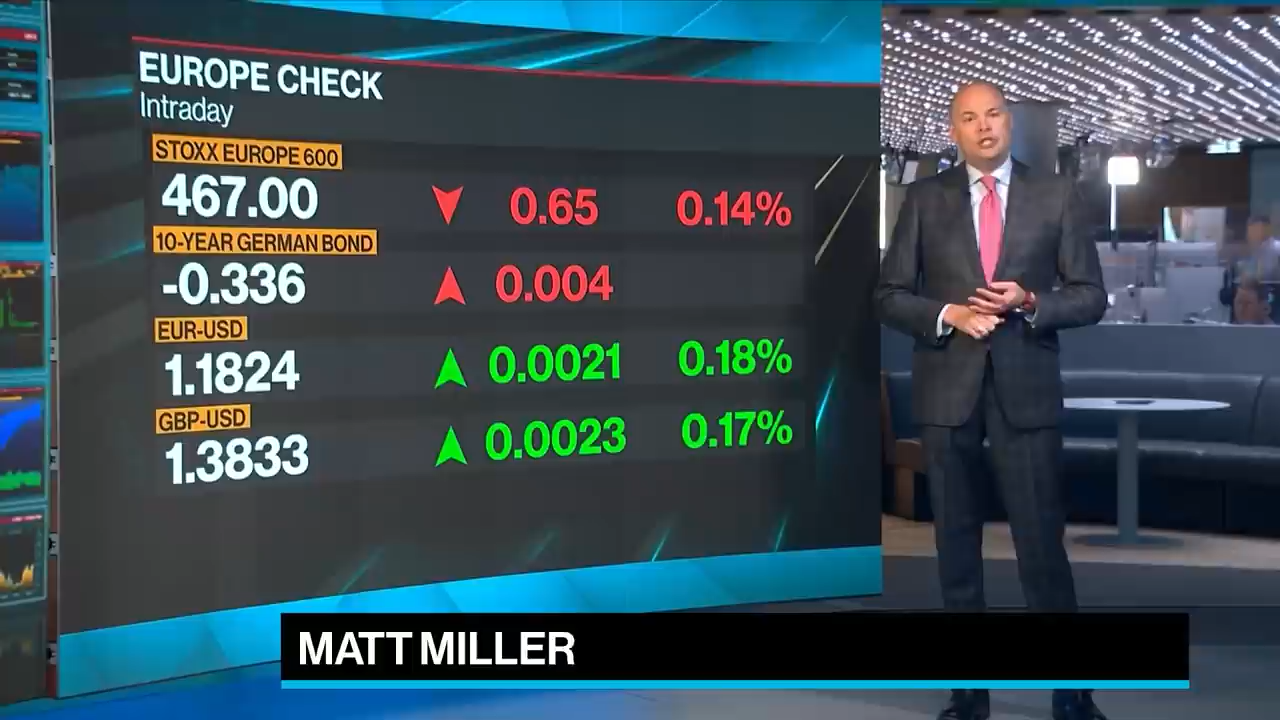 EUROPE CHECK
Intraday
STOXX EUROPE 600
467.00 0.65 0.14%
10-YEAR GERMAN BOND
-0.336 0.004
EUR-USD
1.1824 0.0021 0.18%
GBP-USD
1.3833 0.0023 0.17%
MATT MILLER